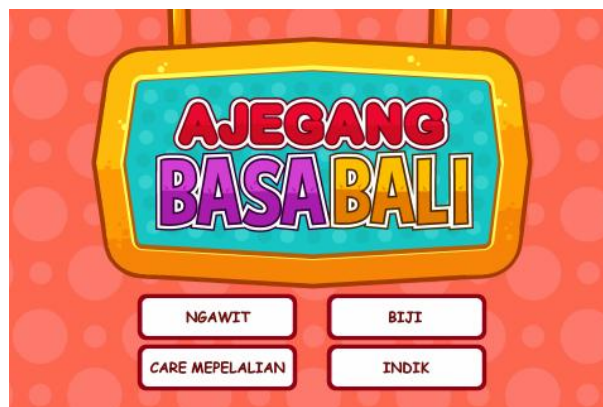 AJEGANG
BASA BALI
NGAWIT
BIJI
CARE MEPELALIAN
INDIK